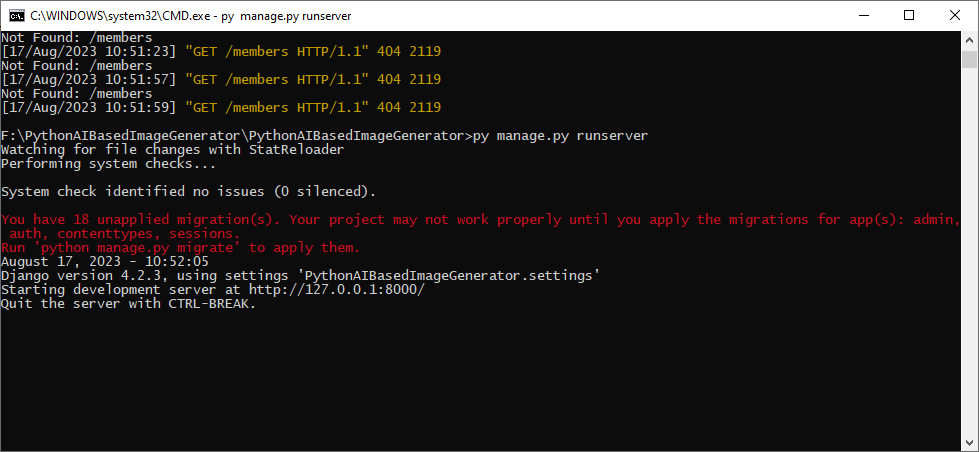 C:\WINDOWS\system32\CMD.exe - py  manage.py runserver
Not Found: /members
[17/Aug/2023 10:51:23] "GET /members HTTP/1.1" 404 2119
Not Found: /members
[17/Aug/2023 10:51:57] "GET /members HTTP/1.1" 404 2119
Not Found: /members
[17/Aug/2023 10:51:59] "GET /members HTTP/1.1" 404 2119
F:\PythonAIBasedImageGenerator\PythonAIBasedImageGenerator>py manage.py runserver
Watching for file changes with StatReloader
Performing system checks...
System check identified no issues (0 silenced).
You have 18 unapplied migration(s). Your project may not work properly until you apply the migrations for app(s): admin,
 auth, contenttypes, sessions.
Run 'python manage.py migrate' to apply them.
August 17, 2023 - 10:52:05
Django version 4.2.3, using settings 'PythonAIBasedImageGenerator.settings'
Starting development server at http://127.0.0.1:8000/
Quit the server with CTRL-BREAK.